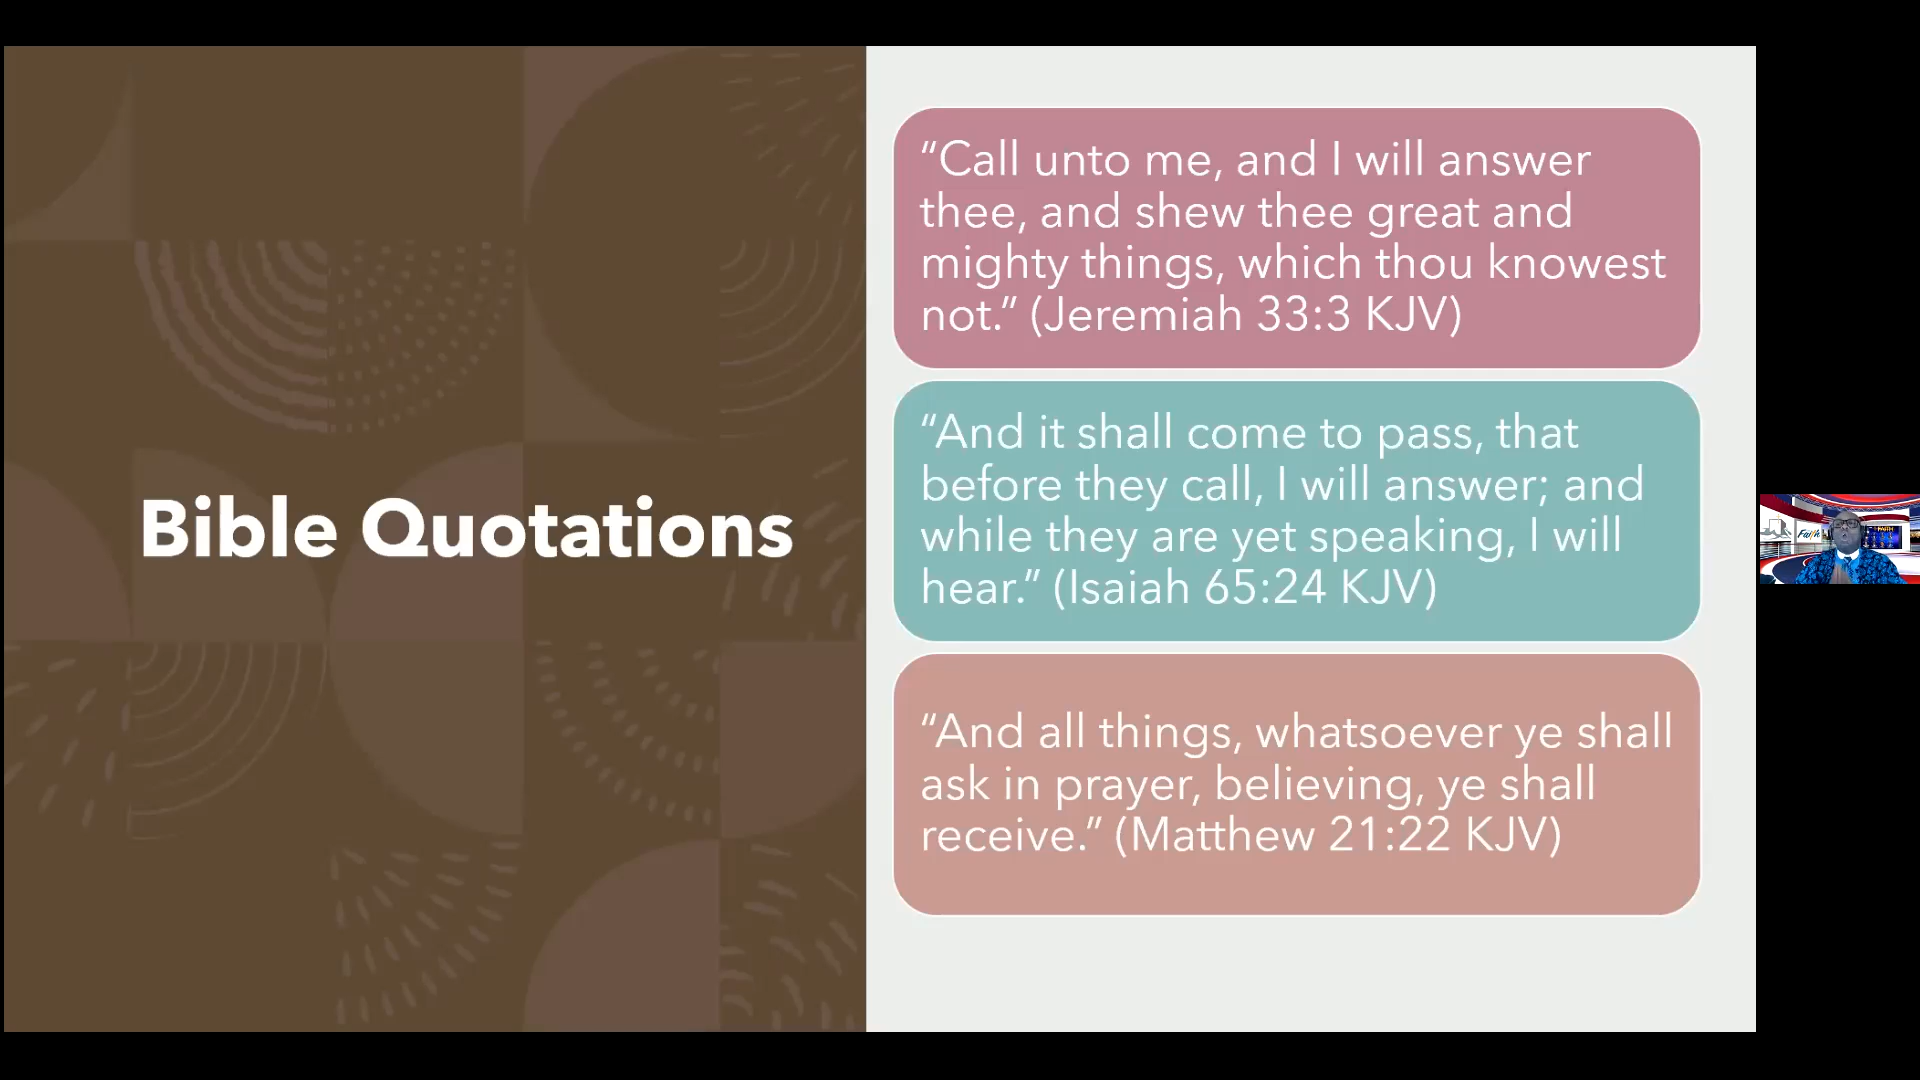 Bible Quotations
“Call unto me, and I will answer
thee, and shew thee great and
mighty things, which thou knowest
not.” (Jeremiah 33:3 KJV)
“And it shall come to pass, that
before they call, I will answer; and
while they are yet speaking, I will
hear.” (Isaiah 65:24 KJV)
“And all things, whatsoever ye shall
ask in prayer, believing, ye shall
receive.” (Matthew 21:22 KJV)
Faith
FAITH